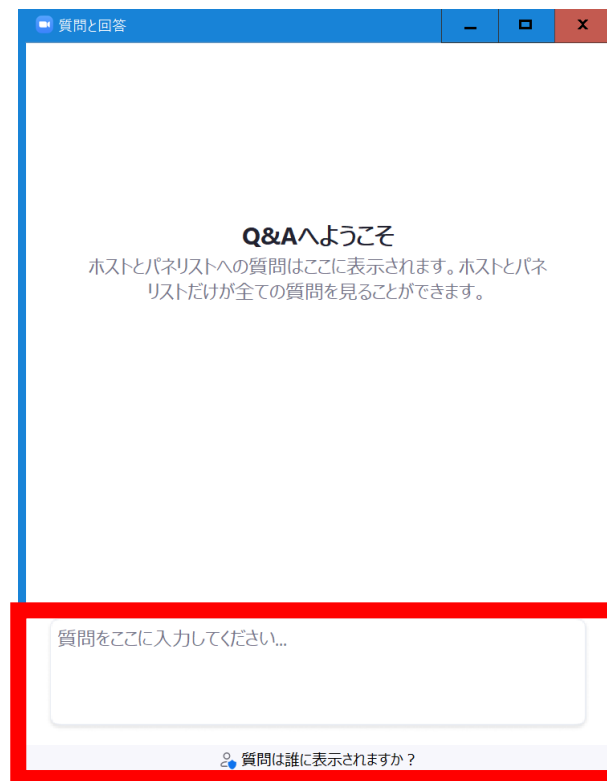 質問と回答
Q&Aへようこそ
ホストとパネリストへの質問はここに表示されます。ホストとパネ
リストだけが全ての質問を見ることができます。
質問をここに入力してください...
質問は誰に表示されますか？